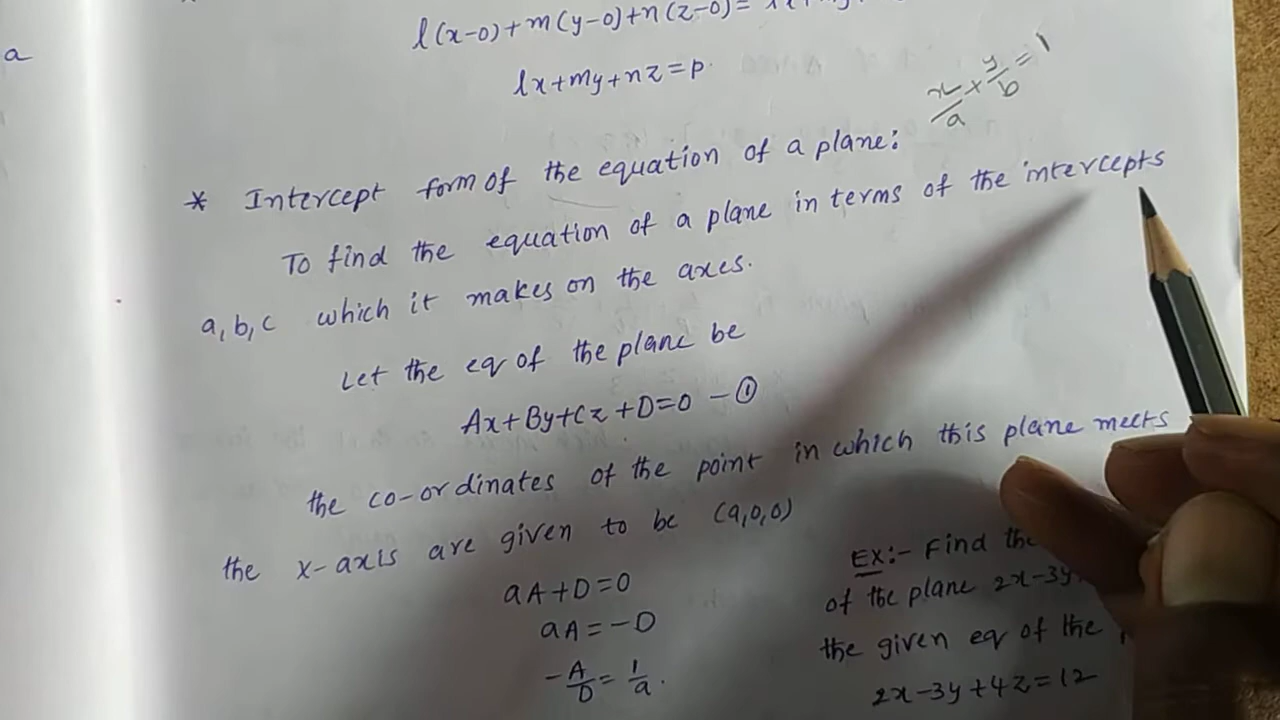 a
l(x-0)+m(y-0)+n(z-0)=
lx+my+nz=p
x/a + y/b = 1
* Intercept form of the equation of a plane:
To find the equation of a plane in terms of the intercepts
a,b,c which it makes on the axes.
Let the eq of the plane be
Ax+By+Cz+D=0 - ①
the co-ordinates of the point in which this plane meets
the x-axis are given to be (a,0,0)
aA+D=0
aA=-D
-A/D=1/a.
EX:- Find the
of the plane 2x-3y
the given eq of the
2x-3y+4z=12